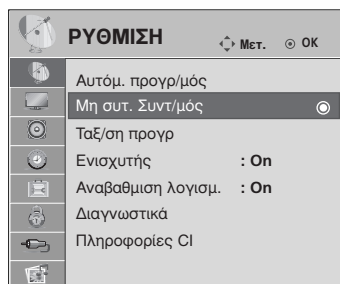 ΡΥΘΜΙΣΗ Μετ. OK
Αυτόμ. προγρ/μός
Μη συτ. Συντ/μός
Ταξ/ση προγρ
Ενισχυτής : On
Αναβαθμιση λογισμ. : On
Διαγνωστικά
Πληροφορίες CI